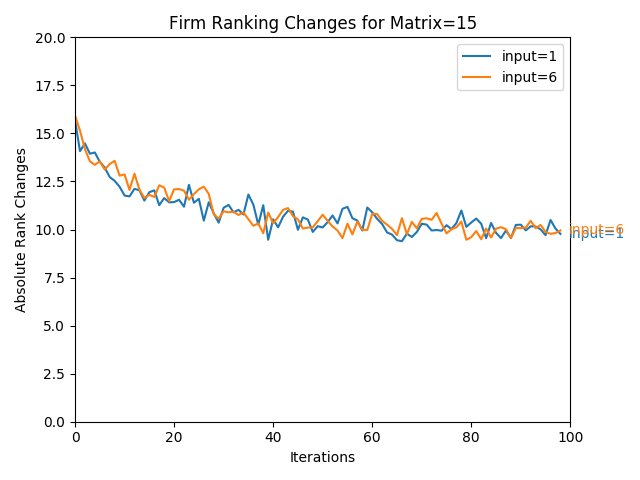 Firm Ranking Changes for Matrix=15
20.0
17.5
15.0
12.5
10.0
7.5
5.0
2.5
0.0
Absolute Rank Changes
input=1
input=6
input=6
input=1
0 20 40 60 80 100
Iterations